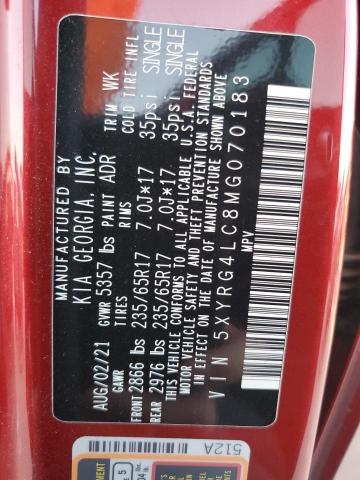 MANUFACTURED BY
KIA GEORGIA, INC.
AUG/02/21 GVWR 5357 lbs PAINT ADR TRIM WK
GAWR TIRES RIMS COLD TIRE INFL
FRONT 2866 lbs 235/65R17 7.0J*17 35psi SINGLE
REAR 2976 lbs 235/65R17 7.0J*17 35psi SINGLE
THIS VEHICLE CONFORMS TO ALL APPLICABLE U.S.A. FEDERAL
MOTOR VEHICLE SAFETY AND THEFT PREVENTION STANDARDS
IN EFFECT ON THE DATE OF MANUFACTURE SHOWN ABOVE
VIN 5XYRG4LC8MG070183
MPV
512A